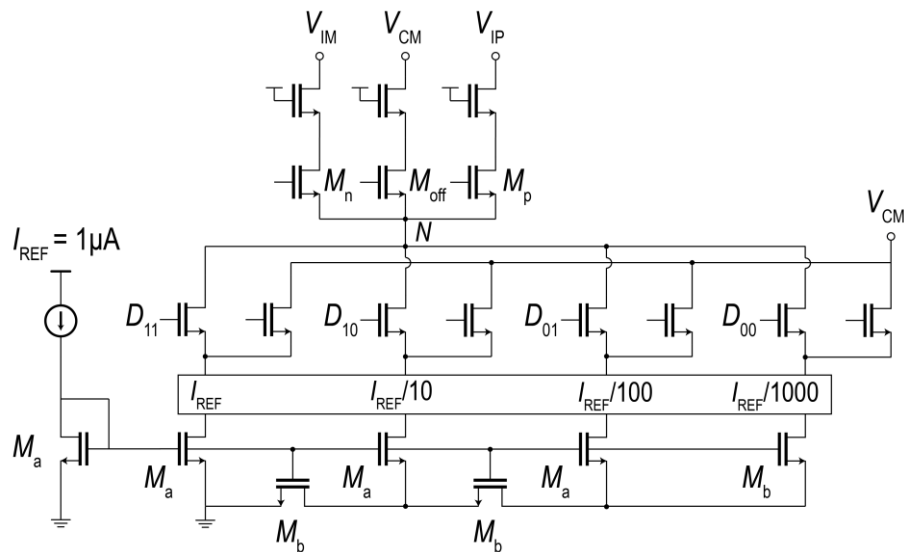 V_IM V_CM V_IP
M_n M_off M_p
V_CM
N
I_REF = 1µA
D_11 D_10 D_01 D_00
I_REF I_REF/10 I_REF/100 I_REF/1000
M_a M_a M_a M_a M_b
M_b M_b